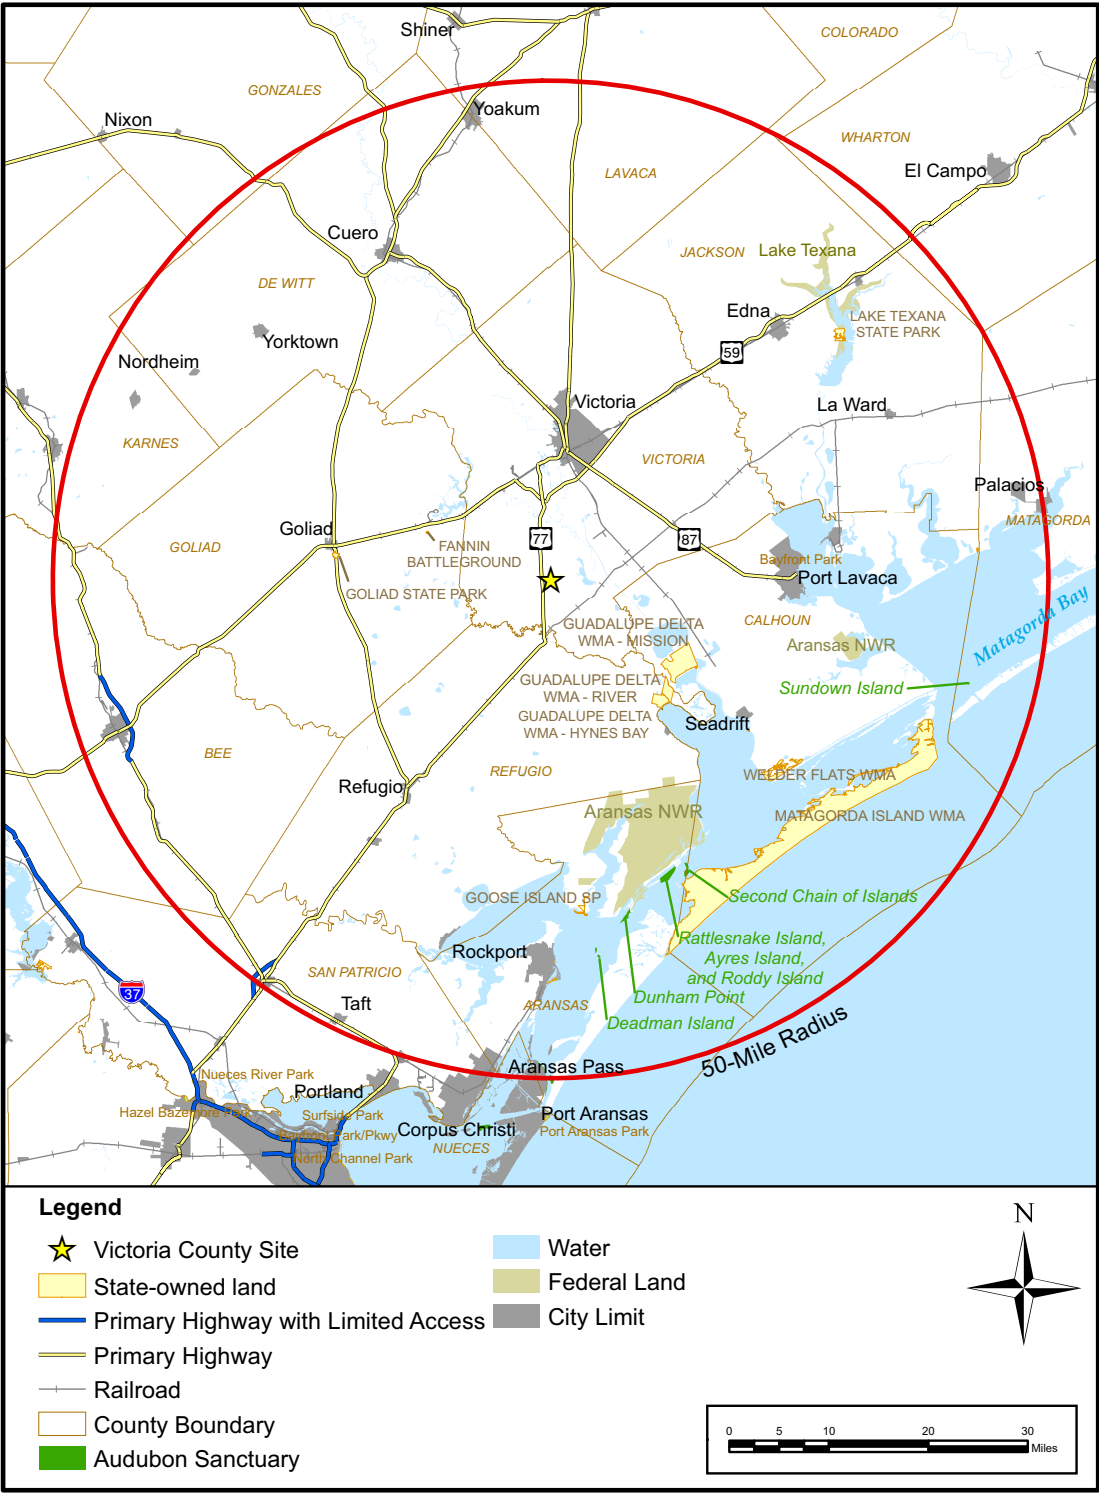 Shiner
COLORADO
GONZALES
Yoakum
Nixon
WHARTON
El Campo
LAVACA
Cuero
JACKSON
Lake Texana
DE WITT
Edna
LAKE TEXANA
STATE PARK
Yorktown
59
Nordheim
Victoria
La Ward
KARNES
VICTORIA
Palacios
MATAGORDA
Goliad
77
87
GOLIAD
FANNIN
BATTLEGROUND
Bayfront Park
Port Lavaca
GOLIAD STATE PARK
Matagorda Bay
GUADALUPE DELTA
WMA - MISSION
CALHOUN
Aransas NWR
GUADALUPE DELTA
WMA - RIVER
Sundown Island
GUADALUPE DELTA
WMA - HYNES BAY
Seadrift
BEE
REFUGIO
WELDER FLATS WMA
Refugio
Aransas NWR
MATAGORDA ISLAND WMA
GOOSE ISLAND SP
Second Chain of Islands
Rockport
Rattlesnake Island,
Ayres Island,
and Roddy Island
SAN PATRICIO
37
Taft
ARANSAS
Dunham Point
Deadman Island
50-Mile Radius
Aransas Pass
Nueces River Park
Portland
Hazel Bazemore Park
Surfside Park
Port Aransas
Corpus Christi
Port Aransas Park
Bayfront Park/Pkwy
NUECES
North Channel Park
Legend
Victoria County Site
State-owned land
Primary Highway with Limited Access
Primary Highway
Railroad
County Boundary
Audubon Sanctuary
Water
Federal Land
City Limit
N
0 5 10 20 30
Miles